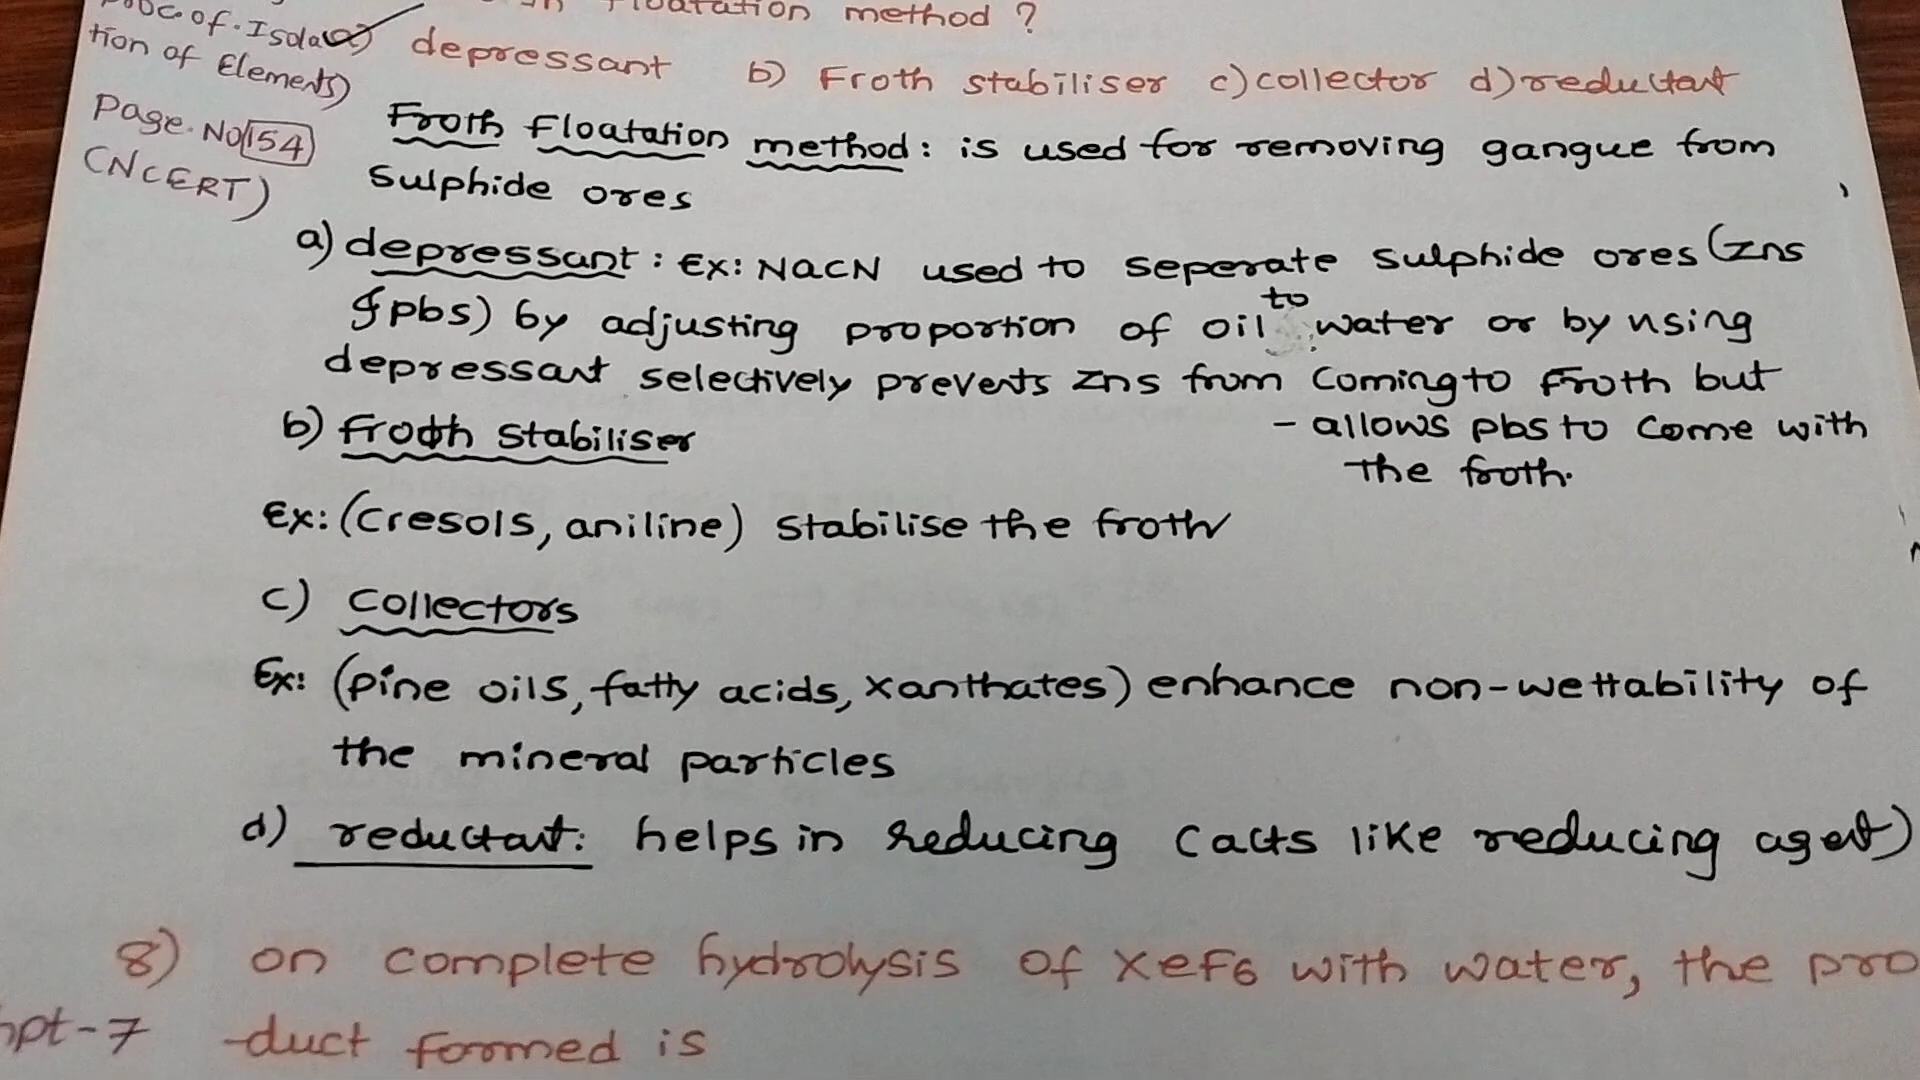 in floatation method ?
of Isola
tion of Elements)
a) depressant b) Froth stabiliser c) collector d) reductant
Page.No 154
(NCERT)
Froth Floatation method: is used for removing gangue from
Sulphide ores
a) depressant: Ex: NaCN used to seperate sulphide ores (Zns
& pbs) by adjusting proportion of oil to water or by using
depressant selectively prevents zns from coming to Froth but
- allows pbs to come with
the froth.
b) froth stabiliser
Ex: (cresols, aniline) stabilise the froth
c) Collectors
Ex: (pine oils, fatty acids, xanthates) enhance non-wettability of
the mineral particles
d) reductant: helps in reducing (acts like reducing agent)
8) on complete hydrolysis of XeF6 with water, the pro
-duct formed is
pt-7